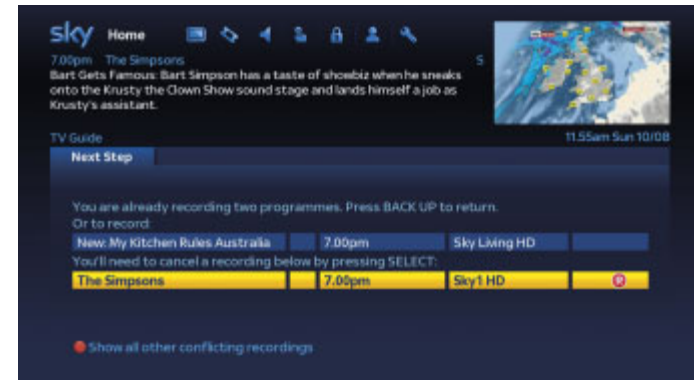 sky Home
7.00pm The Simpsons S
Bart Gets Famous: Bart Simpson has a taste of showbiz when he sneaks
onto the Krusty the Clown Show sound stage and lands himself a job as
Krusty's assistant.
TV Guide 11.55am Sun 10/08
Next Step
You are already recording two programmes. Press BACK UP to return.
Or to record:
New: My Kitchen Rules Australia 7.00pm Sky Living HD
You'll need to cancel a recording below by pressing SELECT:
The Simpsons 7.00pm Sky1 HD R
Show all other conflicting recordings